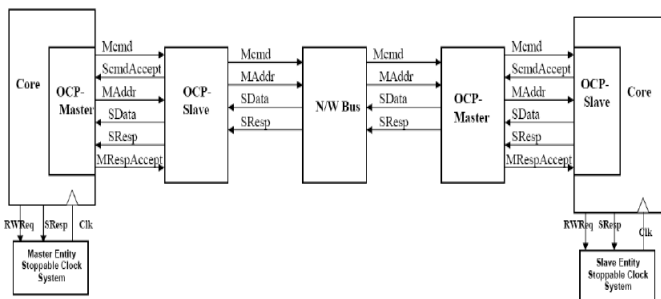 Core
OCP-
Master
Mcmd
ScmdAccept
MAddr
SData
SResp
MRespAccept
OCP-
Slave
Mcmd
MAddr
SData
SResp
N/W Bus
Mcmd
MAddr
SData
SResp
OCP-
Master
Mcmd
ScmdAccept
MAddr
SData
SResp
MRespAccept
OCP-
Slave
Core
RWReq
SResp
Clk
Master Entity
Stoppable Clock
System
RWReq
SResp
Clk
Slave Entity
Stoppable Clock
System